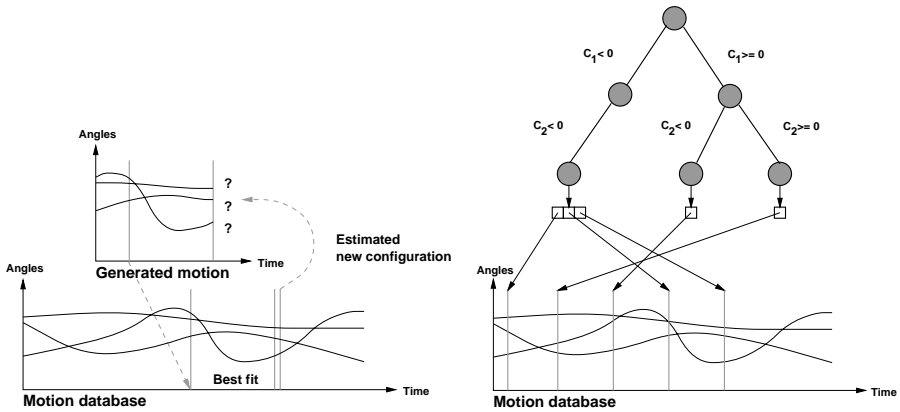 Angles
?
?
?
Time
Generated motion
Estimated
new configuration
Angles
Best fit
Time
Motion database
C1< 0
C1>= 0
C2< 0
C2< 0
C2>= 0
Angles
Time
Motion database